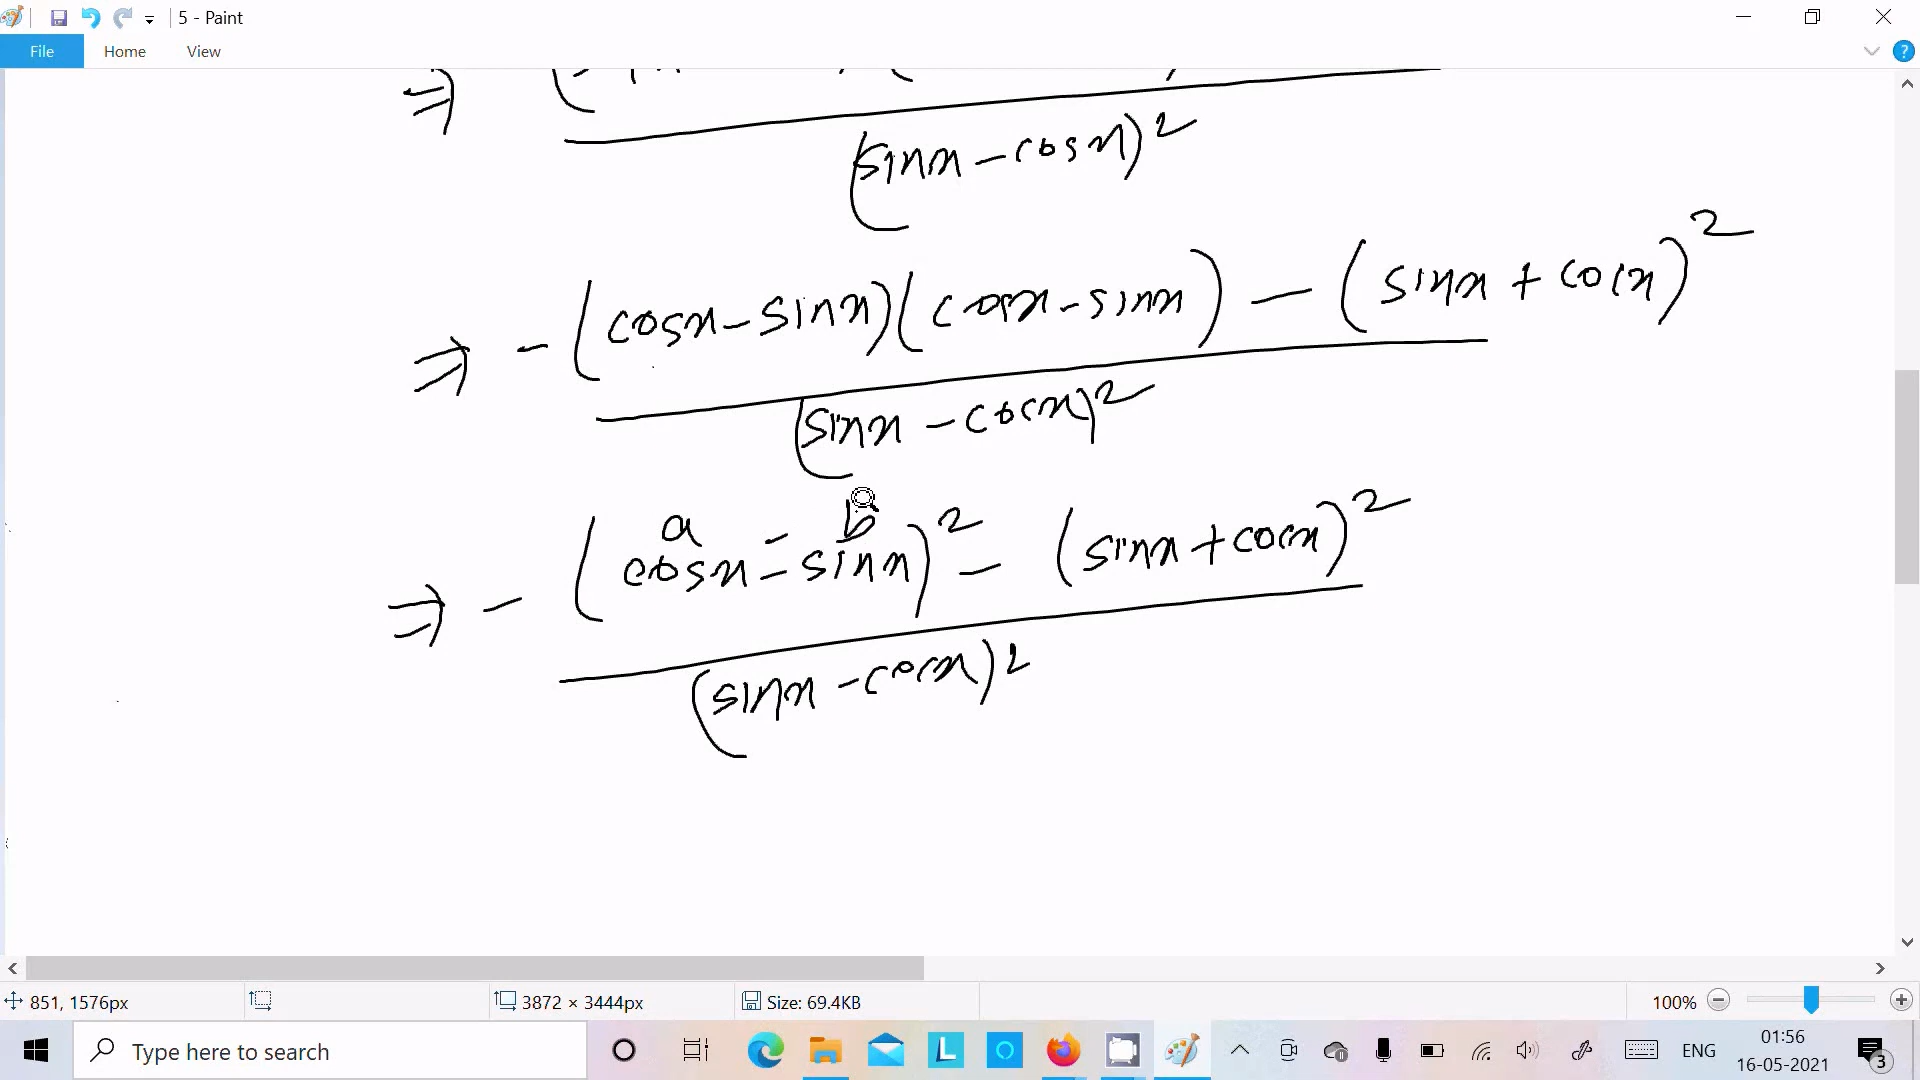 5 - Paint
File Home View
⇒
(sinx - cosx)²
⇒ - (cosx - sinx)(cosx - sinx) - (sinx + cosx)²
(sinx - cosx)²
a - b
⇒ - (cosx - sinx)² - (sinx + cosx)²
(sinx - cosx)²
851, 1576px 3872 × 3444px Size: 69.4KB 100%
Type here to search ENG 01:56
16-05-2021 3